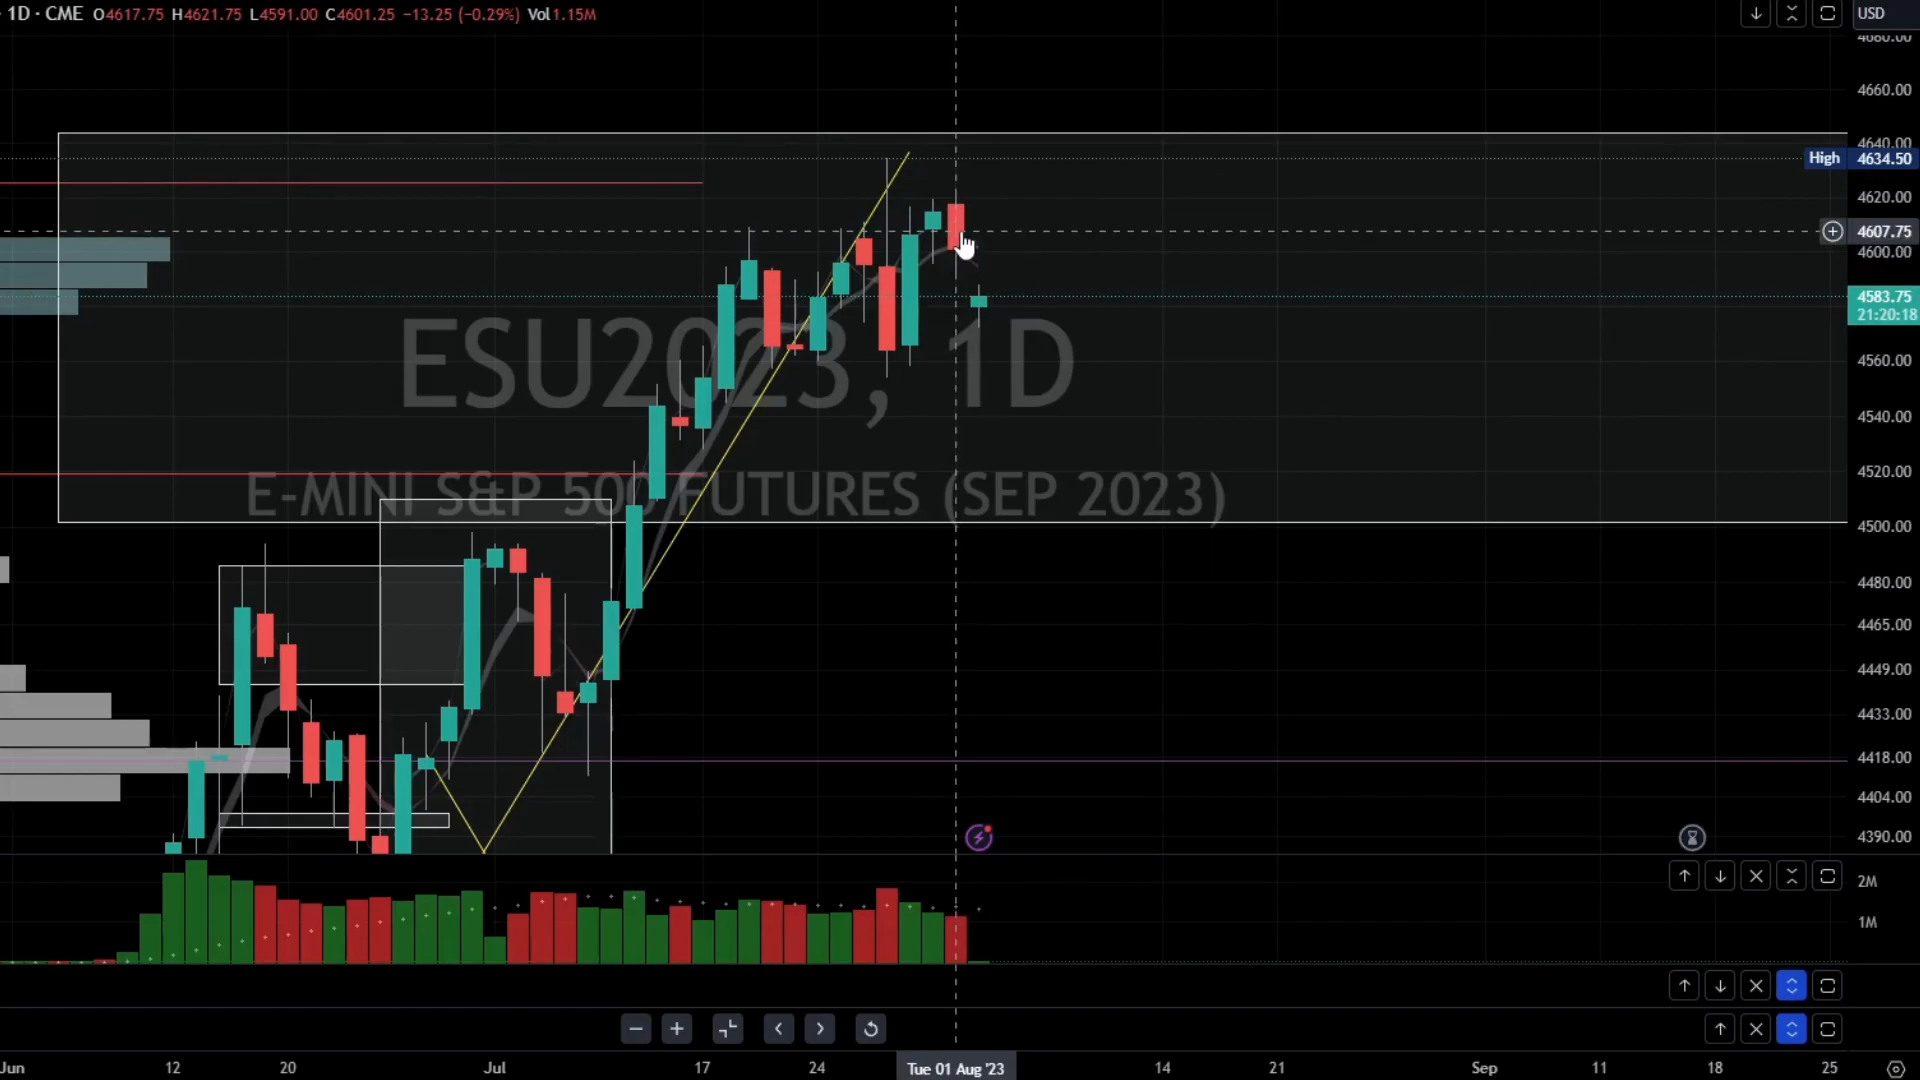 · 1D · CME O4617.75 H4621.75 L4591.00 C4601.25 −13.25 (−0.29%) Vol1.15M
USD
4680.00
4660.00
4640.00
High 4634.50
4620.00
4607.75
4600.00
4583.75
21:20:18
4560.00
4540.00
4520.00
4500.00
4480.00
4465.00
4449.00
4433.00
4418.00
4404.00
4390.00
ESU2023, 1D
E-MINI S&P 500 FUTURES (SEP 2023)
2M
1M
Jun 12 20 Jul 17 24 Tue 01 Aug '23 14 21 Sep 11 18 25